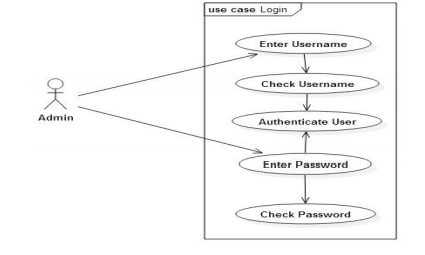 use case Login
Enter Username
Check Username
Admin
Authenticate User
Enter Password
Check Password